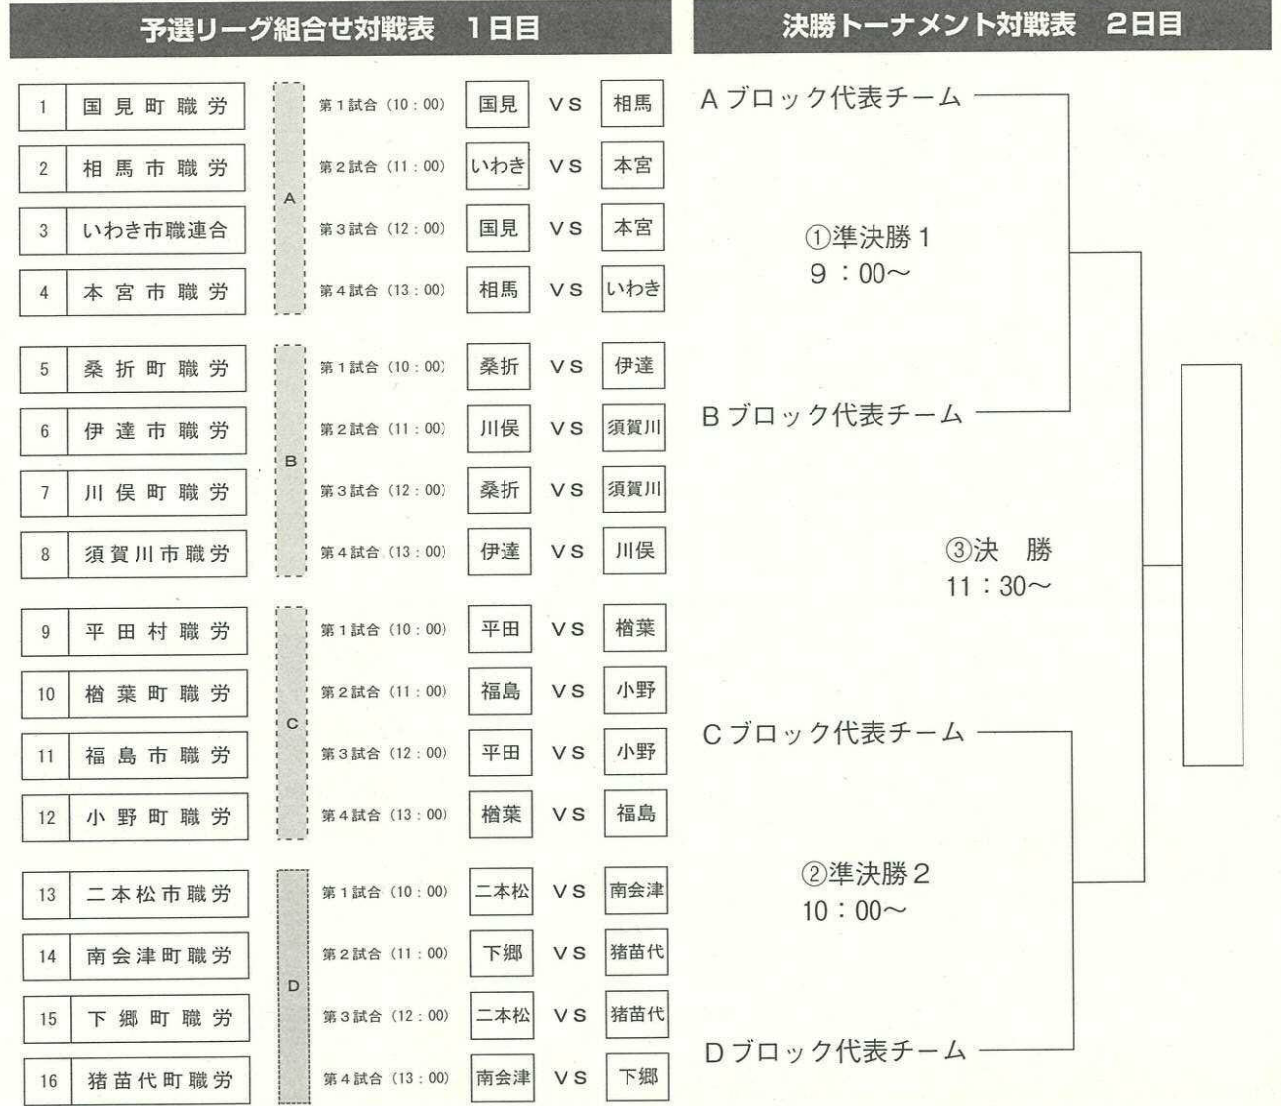 予選リーグ組合せ対戦表　1日目
1 国見町職労
2 相馬市職労
3 いわき市職連合
4 本宮市職労
A
第1試合（10：00） 国見 VS 相馬
第2試合（11：00） いわき VS 本宮
第3試合（12：00） 国見 VS 本宮
第4試合（13：00） 相馬 VS いわき
5 桑折町職労
6 伊達市職労
7 川俣町職労
8 須賀川市職労
B
第1試合（10：00） 桑折 VS 伊達
第2試合（11：00） 川俣 VS 須賀川
第3試合（12：00） 桑折 VS 須賀川
第4試合（13：00） 伊達 VS 川俣
9 平田村職労
10 楢葉町職労
11 福島市職労
12 小野町職労
C
第1試合（10：00） 平田 VS 楢葉
第2試合（11：00） 福島 VS 小野
第3試合（12：00） 平田 VS 小野
第4試合（13：00） 楢葉 VS 福島
13 二本松市職労
14 南会津町職労
15 下郷町職労
16 猪苗代町職労
D
第1試合（10：00） 二本松 VS 南会津
第2試合（11：00） 下郷 VS 猪苗代
第3試合（12：00） 二本松 VS 猪苗代
第4試合（13：00） 南会津 VS 下郷
決勝トーナメント対戦表　2日目
Aブロック代表チーム
①準決勝1
9：00～
Bブロック代表チーム
③決　勝
11：30～
Cブロック代表チーム
②準決勝2
10：00～
Dブロック代表チーム